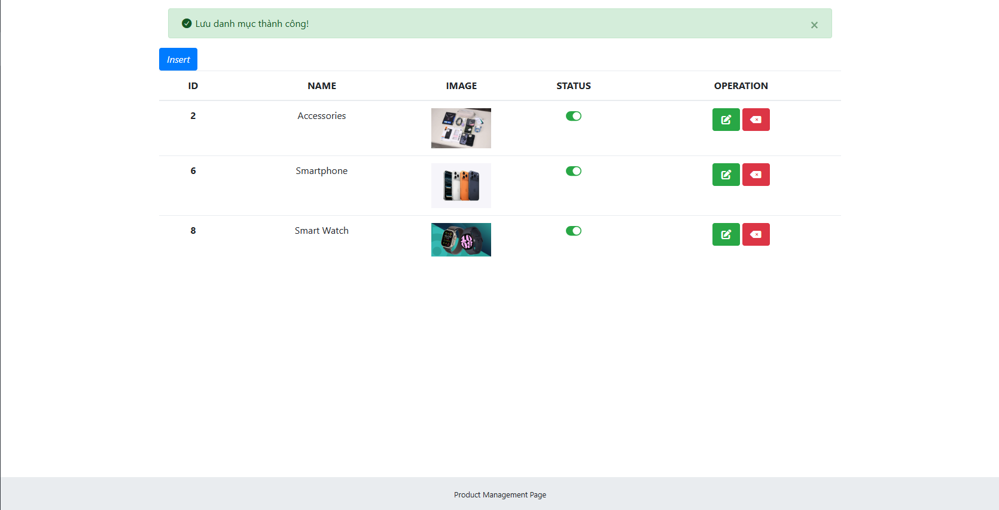 Lưu danh mục thành công!
×
Insert
ID NAME IMAGE STATUS OPERATION
2 Accessories
6 Smartphone
8 Smart Watch
Product Management Page